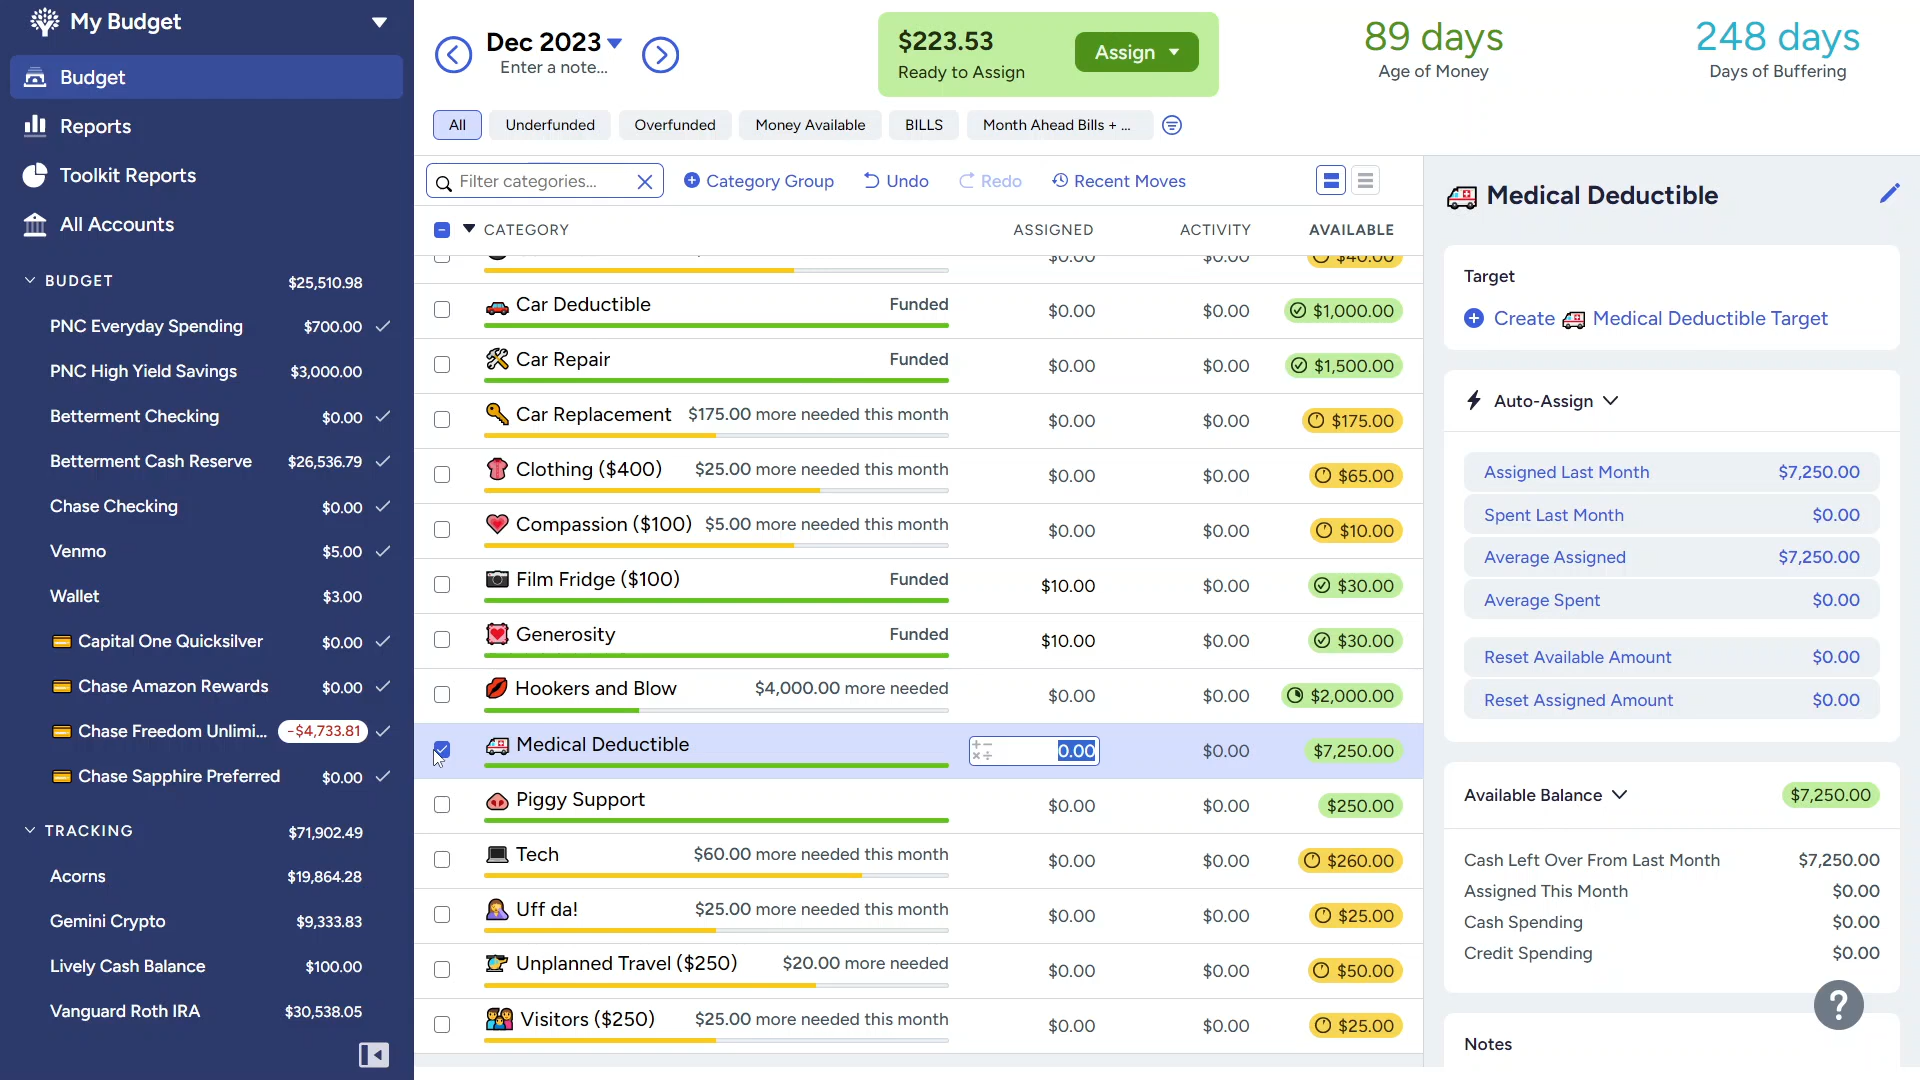 My Budget
Budget
Reports
Toolkit Reports
All Accounts
BUDGET $25,510.98
PNC Everyday Spending $700.00
PNC High Yield Savings $3,000.00
Betterment Checking $0.00
Betterment Cash Reserve $26,536.79
Chase Checking $0.00
Venmo $5.00
Wallet $3.00
Capital One Quicksilver $0.00
Chase Amazon Rewards $0.00
Chase Freedom Unlimi... -$4,733.81
Chase Sapphire Preferred $0.00
TRACKING $71,902.49
Acorns $19,864.28
Gemini Crypto $9,333.83
Lively Cash Balance $100.00
Vanguard Roth IRA $30,538.05
Dec 2023
Enter a note...
$223.53
Ready to Assign
Assign
89 days
Age of Money
248 days
Days of Buffering
All Underfunded Overfunded Money Available BILLS Month Ahead Bills + ...
Filter categories... Category Group Undo Redo Recent Moves
CATEGORY ASSIGNED ACTIVITY AVAILABLE
$0.00 $0.00 $40.00
Car Deductible Funded $0.00 $0.00 $1,000.00
Car Repair Funded $0.00 $0.00 $1,500.00
Car Replacement $175.00 more needed this month $0.00 $0.00 $175.00
Clothing ($400) $25.00 more needed this month $0.00 $0.00 $65.00
Compassion ($100) $5.00 more needed this month $0.00 $0.00 $10.00
Film Fridge ($100) Funded $10.00 $0.00 $30.00
Generosity Funded $10.00 $0.00 $30.00
Hookers and Blow $4,000.00 more needed $0.00 $0.00 $2,000.00
Medical Deductible 0.00 $0.00 $7,250.00
Piggy Support $0.00 $0.00 $250.00
Tech $60.00 more needed this month $0.00 $0.00 $260.00
Uff da! $25.00 more needed this month $0.00 $0.00 $25.00
Unplanned Travel ($250) $20.00 more needed $0.00 $0.00 $50.00
Visitors ($250) $25.00 more needed this month $0.00 $0.00 $25.00
Medical Deductible
Target
Create Medical Deductible Target
Auto-Assign
Assigned Last Month $7,250.00
Spent Last Month $0.00
Average Assigned $7,250.00
Average Spent $0.00
Reset Available Amount $0.00
Reset Assigned Amount $0.00
Available Balance $7,250.00
Cash Left Over From Last Month $7,250.00
Assigned This Month $0.00
Cash Spending $0.00
Credit Spending $0.00
?
Notes